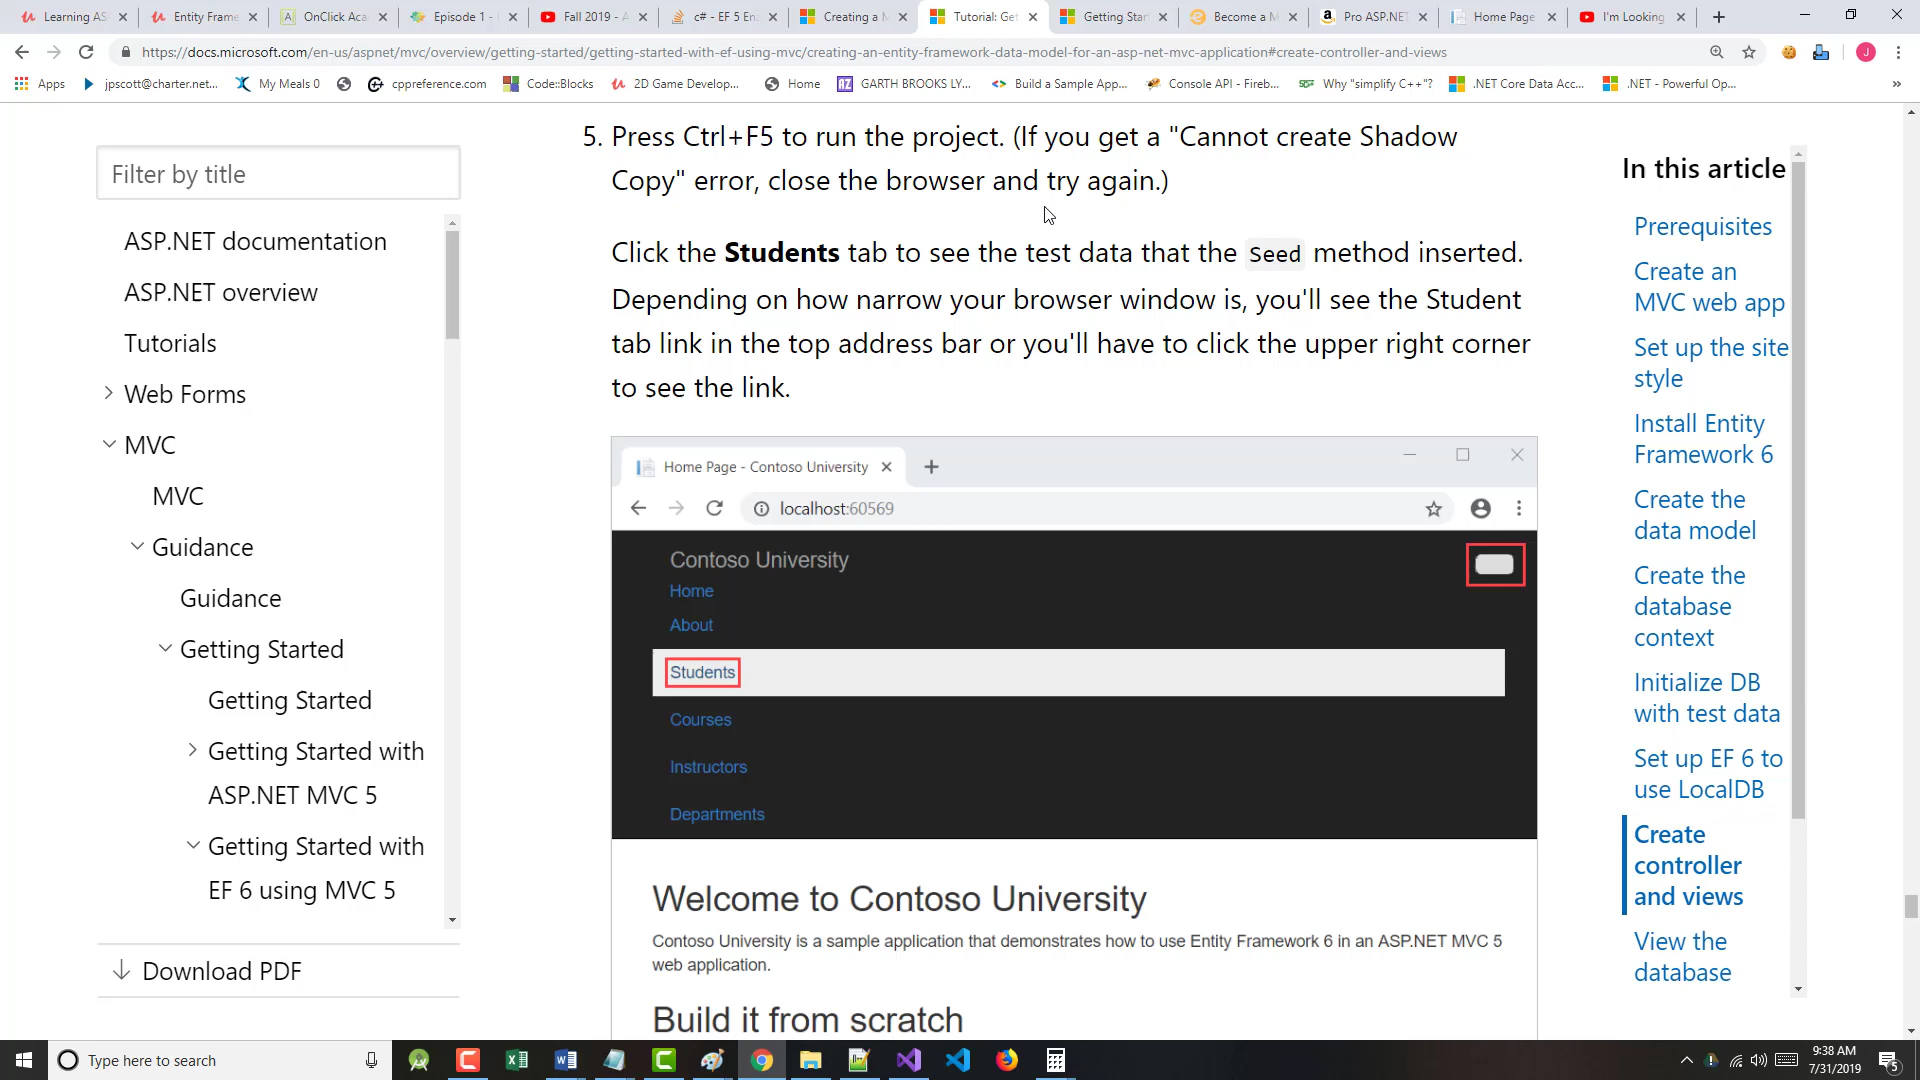 Learning AS
Entity Frame
OnClick Aca
Episode 1 -
Fall 2019 - A
c# - EF 5 En
Creating a M
Tutorial: Get
Getting Star
Become a M
Pro ASP.NET
Home Page
I'm Looking
https://docs.microsoft.com/en-us/aspnet/mvc/overview/getting-started/getting-started-with-ef-using-mvc/creating-an-entity-framework-data-model-for-an-asp-net-mvc-application#create-controller-and-views
J
Apps
jpscott@charter.net...
My Meals 0
cppreference.com
Code::Blocks
2D Game Develop...
Home
GARTH BROOKS LY...
Build a Sample App...
Console API - Fireb...
Why "simplify C++"?
.NET Core Data Acc...
.NET - Powerful Op...
»
Filter by title
ASP.NET documentation
ASP.NET overview
Tutorials
Web Forms
MVC
MVC
Guidance
Guidance
Getting Started
Getting Started
Getting Started with
ASP.NET MVC 5
Getting Started with
EF 6 using MVC 5
Download PDF
5. Press Ctrl+F5 to run the project. (If you get a "Cannot create Shadow
Copy" error, close the browser and try again.)
Click the Students tab to see the test data that the Seed method inserted.
Depending on how narrow your browser window is, you'll see the Student
tab link in the top address bar or you'll have to click the upper right corner
to see the link.
Home Page - Contoso University
localhost:60569
Contoso University
Home
About
Students
Courses
Instructors
Departments
Welcome to Contoso University
Contoso University is a sample application that demonstrates how to use Entity Framework 6 in an ASP.NET MVC 5
web application.
Build it from scratch
In this article
Prerequisites
Create an
MVC web app
Set up the site
style
Install Entity
Framework 6
Create the
data model
Create the
database
context
Initialize DB
with test data
Set up EF 6 to
use LocalDB
Create
controller
and views
View the
database
Type here to search
9:38 AM
7/31/2019
5